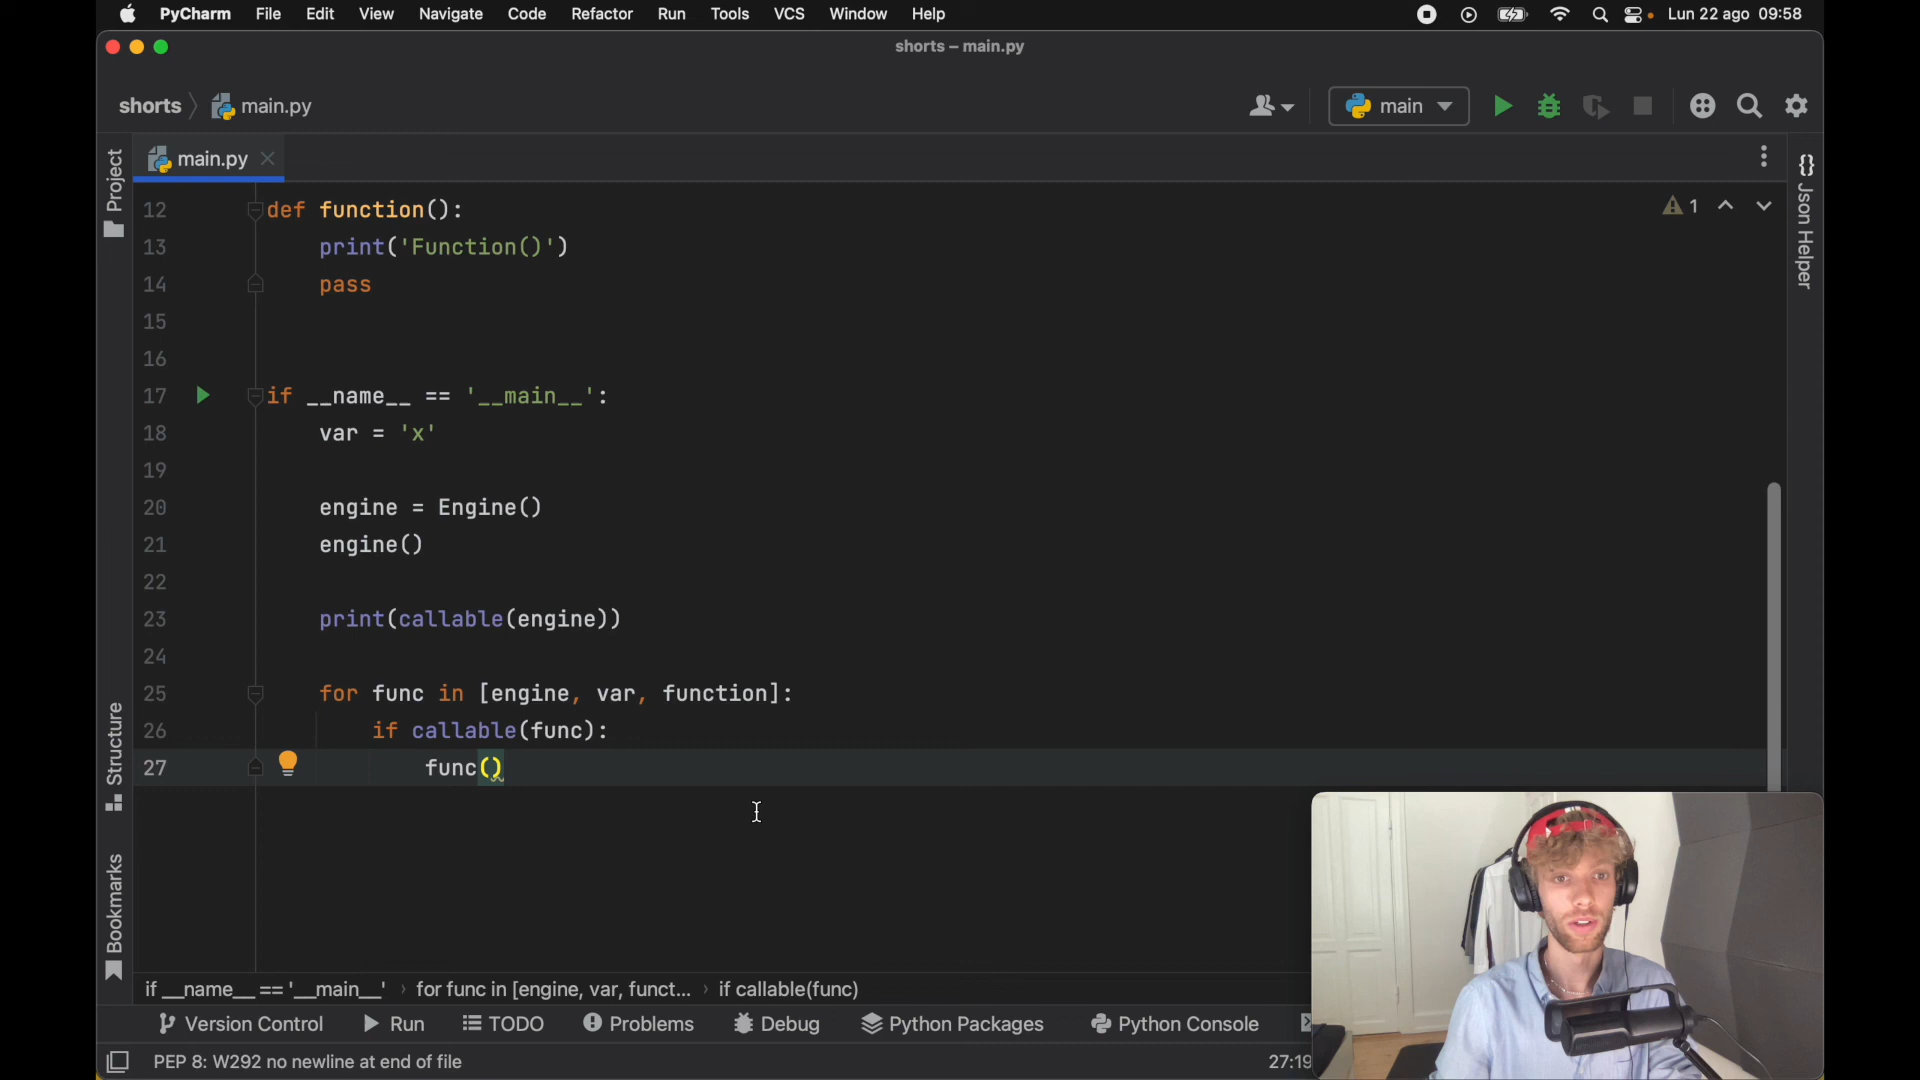 PyCharm File Edit View Navigate Code Refactor Run Tools VCS Window Help Lun 22 ago 09:58
shorts – main.py
shorts main.py main
Project
main.py
Json Helper
1
12 def function():
13 print('Function()')
14 pass
15
16
17 if __name__ == '__main__':
18 var = 'x'
19
20 engine = Engine()
21 engine()
22
23 print(callable(engine))
24
25 for func in [engine, var, function]:
26 if callable(func):
27 func()
Structure
Bookmarks
if __name__ == '__main__' for func in [engine, var, funct... if callable(func)
Version Control Run TODO Problems Debug Python Packages Python Console
PEP 8: W292 no newline at end of file 27:19